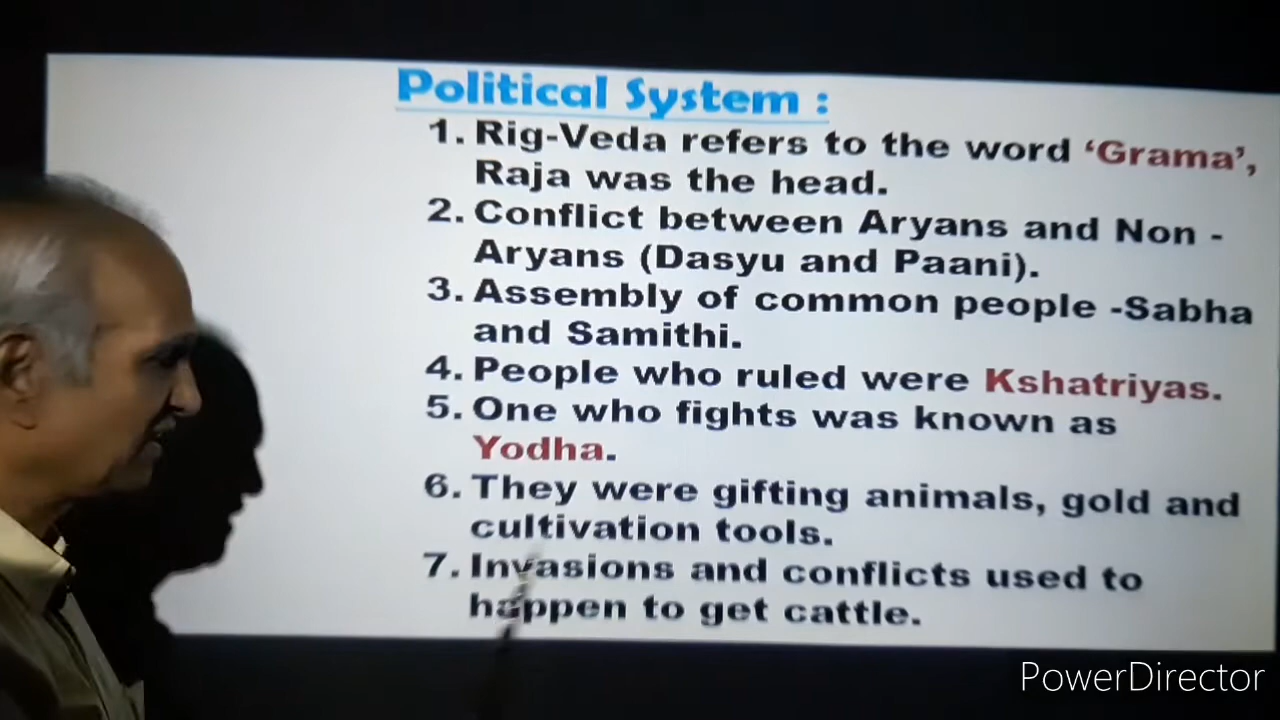 Political System :
1. Rig-Veda refers to the word ‘Grama’,
Raja was the head.
2. Conflict between Aryans and Non -
Aryans (Dasyu and Paani).
3. Assembly of common people -Sabha
and Samithi.
4. People who ruled were Kshatriyas.
5. One who fights was known as
Yodha.
6. They were gifting animals, gold and
cultivation tools.
7. Invasions and conflicts used to
happen to get cattle.
PowerDirector